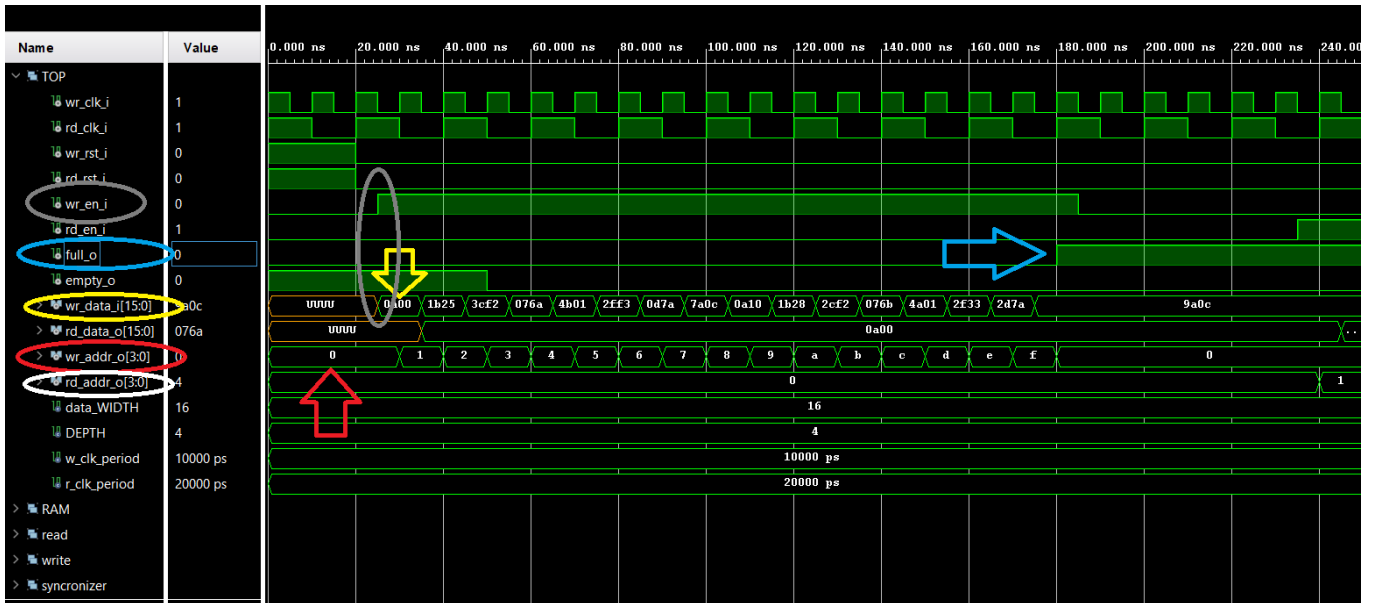 Name Value 0.000 ns 20.000 ns 40.000 ns 60.000 ns 80.000 ns 100.000 ns 120.000 ns 140.000 ns 160.000 ns 180.000 ns 200.000 ns 220.000 ns 240.00
TOP
wr_clk_i 1
rd_clk_i 1
wr_rst_i 0
rd_rst_i 0
wr_en_i 0
rd_en_i 1
full_o 0
empty_o 0
wr_data_i[15:0] 9a0c UUUU 0a00 1b25 3cf2 076a 4b01 2ff3 0d7a 7a0c 0a10 1b28 2cf2 076b 4a01 2f33 2d7a 9a0c
rd_data_o[15:0] 076a UUUU 0a00 ..
wr_addr_o[3:0] 0 1 2 3 4 5 6 7 8 9 a b c d e f 0
rd_addr_o[3:0] 4 0 1
data_WIDTH 16 16
DEPTH 4 4
w_clk_period 10000 ps 10000 ps
r_clk_period 20000 ps 20000 ps
RAM
read
write
syncronizer